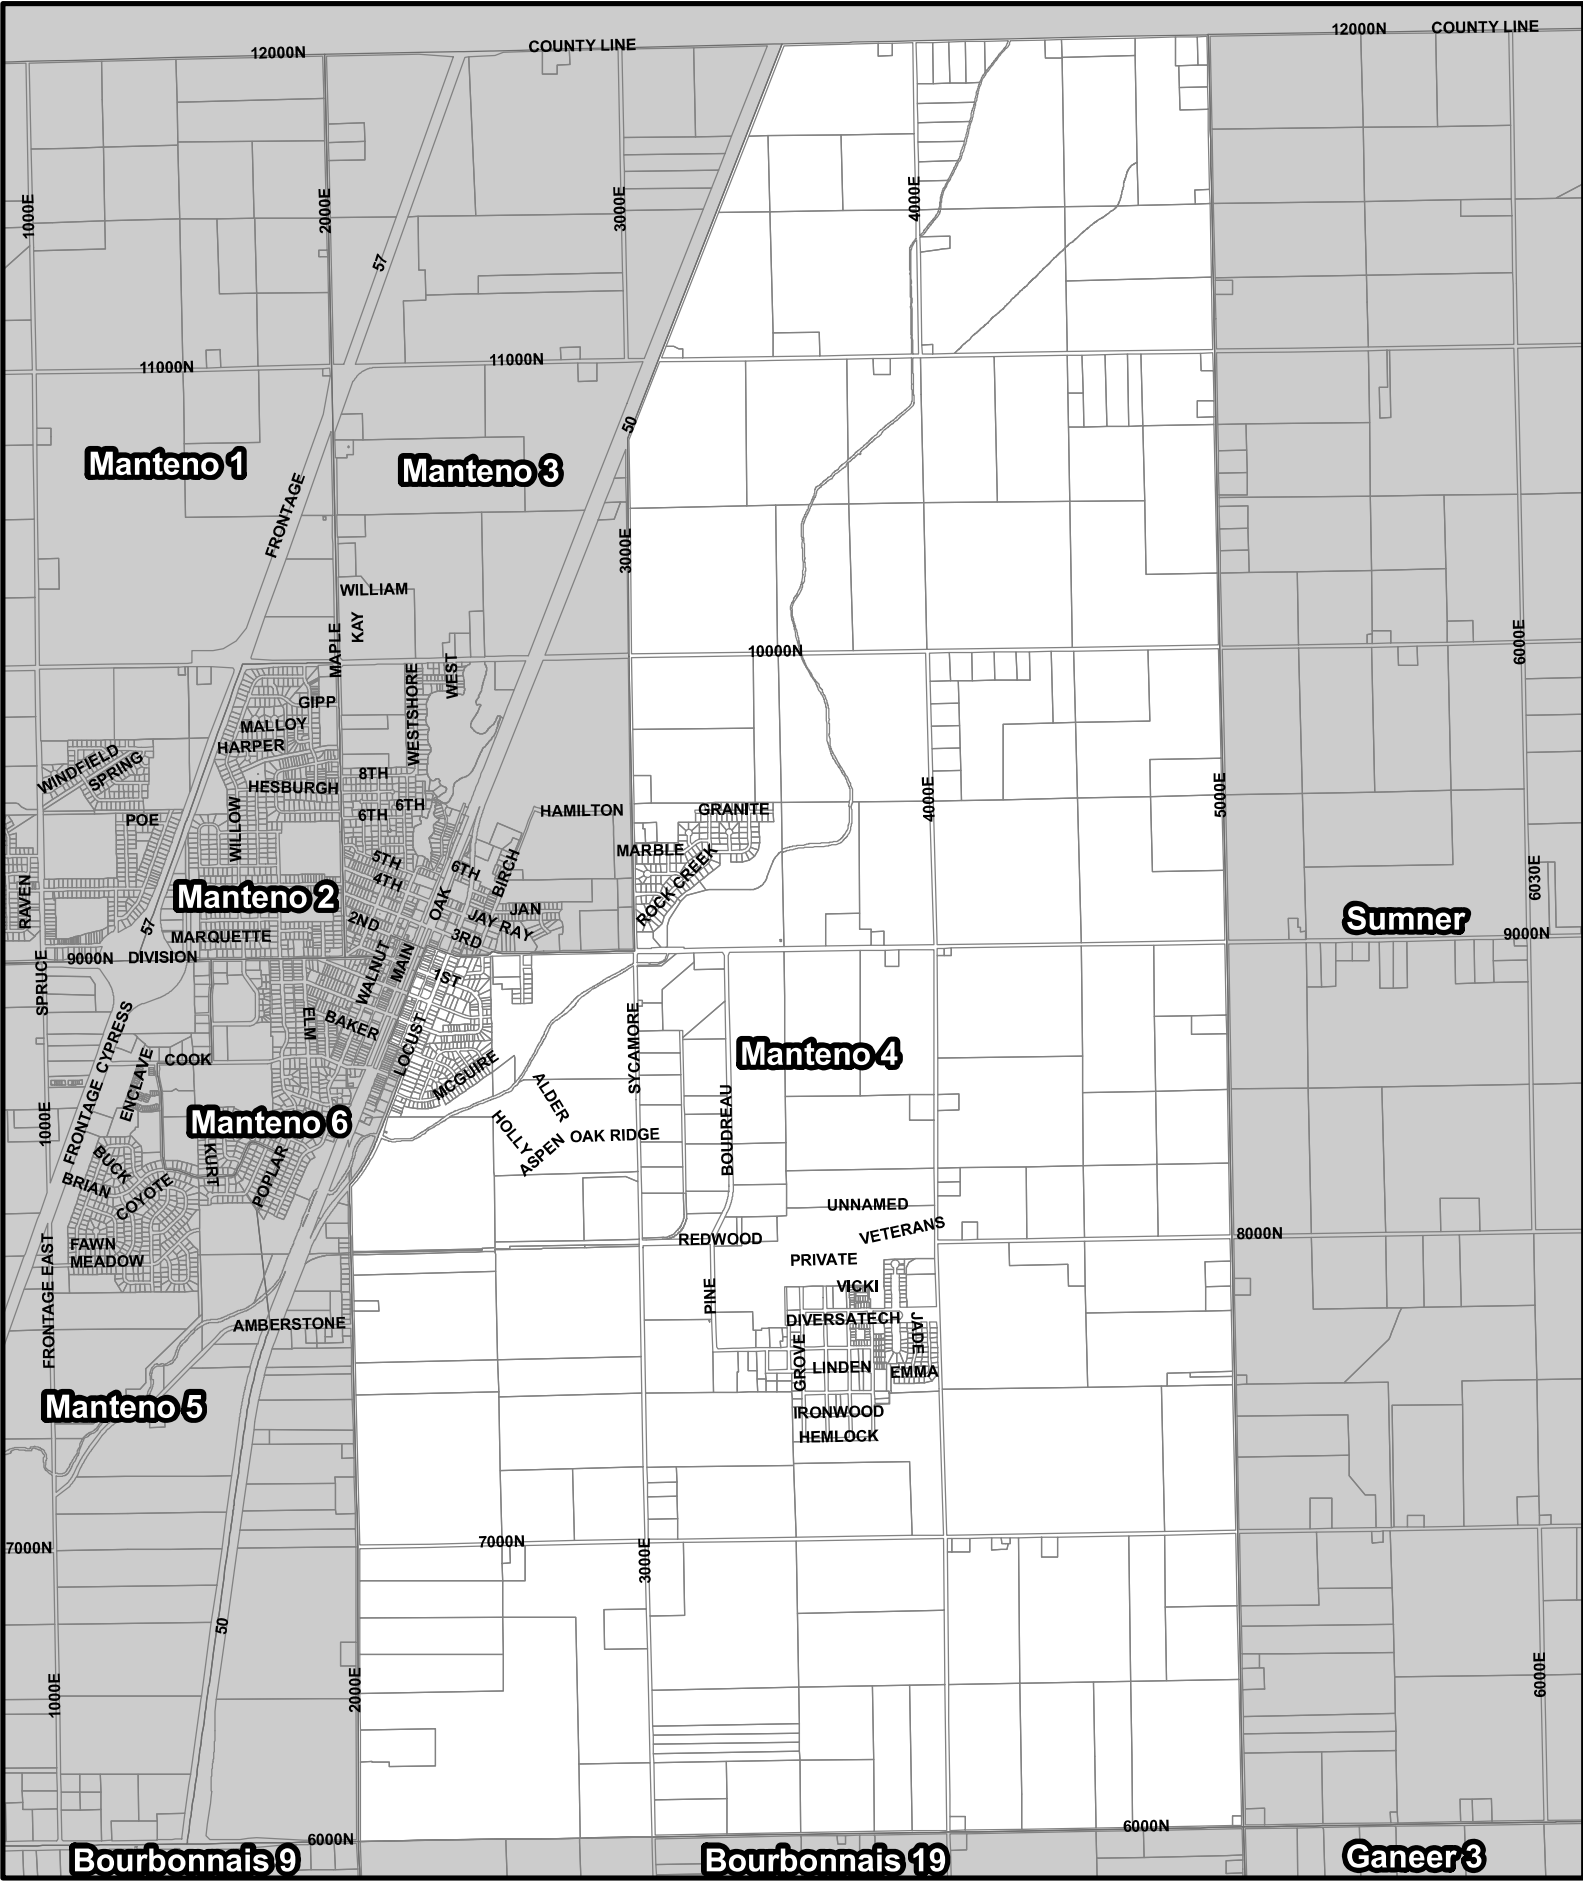 12000N
COUNTY LINE
12000N
COUNTY LINE
1000E
2000E
3000E
4000E
57
11000N
11000N
50
Manteno 1
Manteno 3
FRONTAGE
3000E
WILLIAM
KAY
MAPLE
WEST
10000N
6000E
WESTSHORE
GIPP
MALLOY
HARPER
WINDFIELD
SPRING
8TH
HESBURGH
4000E
5000E
6TH
6TH
HAMILTON
GRANITE
POE
WILLOW
MARBLE
5TH
6TH
BIRCH
4TH
ROCK CREEK
6030E
RAVEN
Manteno 2
OAK
JAN
JAY RAY
2ND
3RD
57
MARQUETTE
Sumner
9000N
9000N
DIVISION
WALNUT
MAIN
1ST
SPRUCE
ELM
BAKER
LOCUST
SYCAMORE
FRONTAGE CYPRESS
COOK
ENCLAVE
MCGUIRE
Manteno 4
ALDER
BOUDREAU
1000E
Manteno 6
HOLLY
ASPEN
OAK RIDGE
BUCK
KURT
POPLAR
BRIAN
COYOTE
UNNAMED
VETERANS
REDWOOD
8000N
FAWN
MEADOW
PRIVATE
FRONTAGE EAST
VICKI
PINE
AMBERSTONE
DIVERSATECH
JADE
GROVE
LINDEN
EMMA
Manteno 5
IRONWOOD
HEMLOCK
7000N
7000N
3000E
50
1000E
2000E
6000E
6000N
6000N
Bourbonnais 9
Bourbonnais 19
Ganeer 3